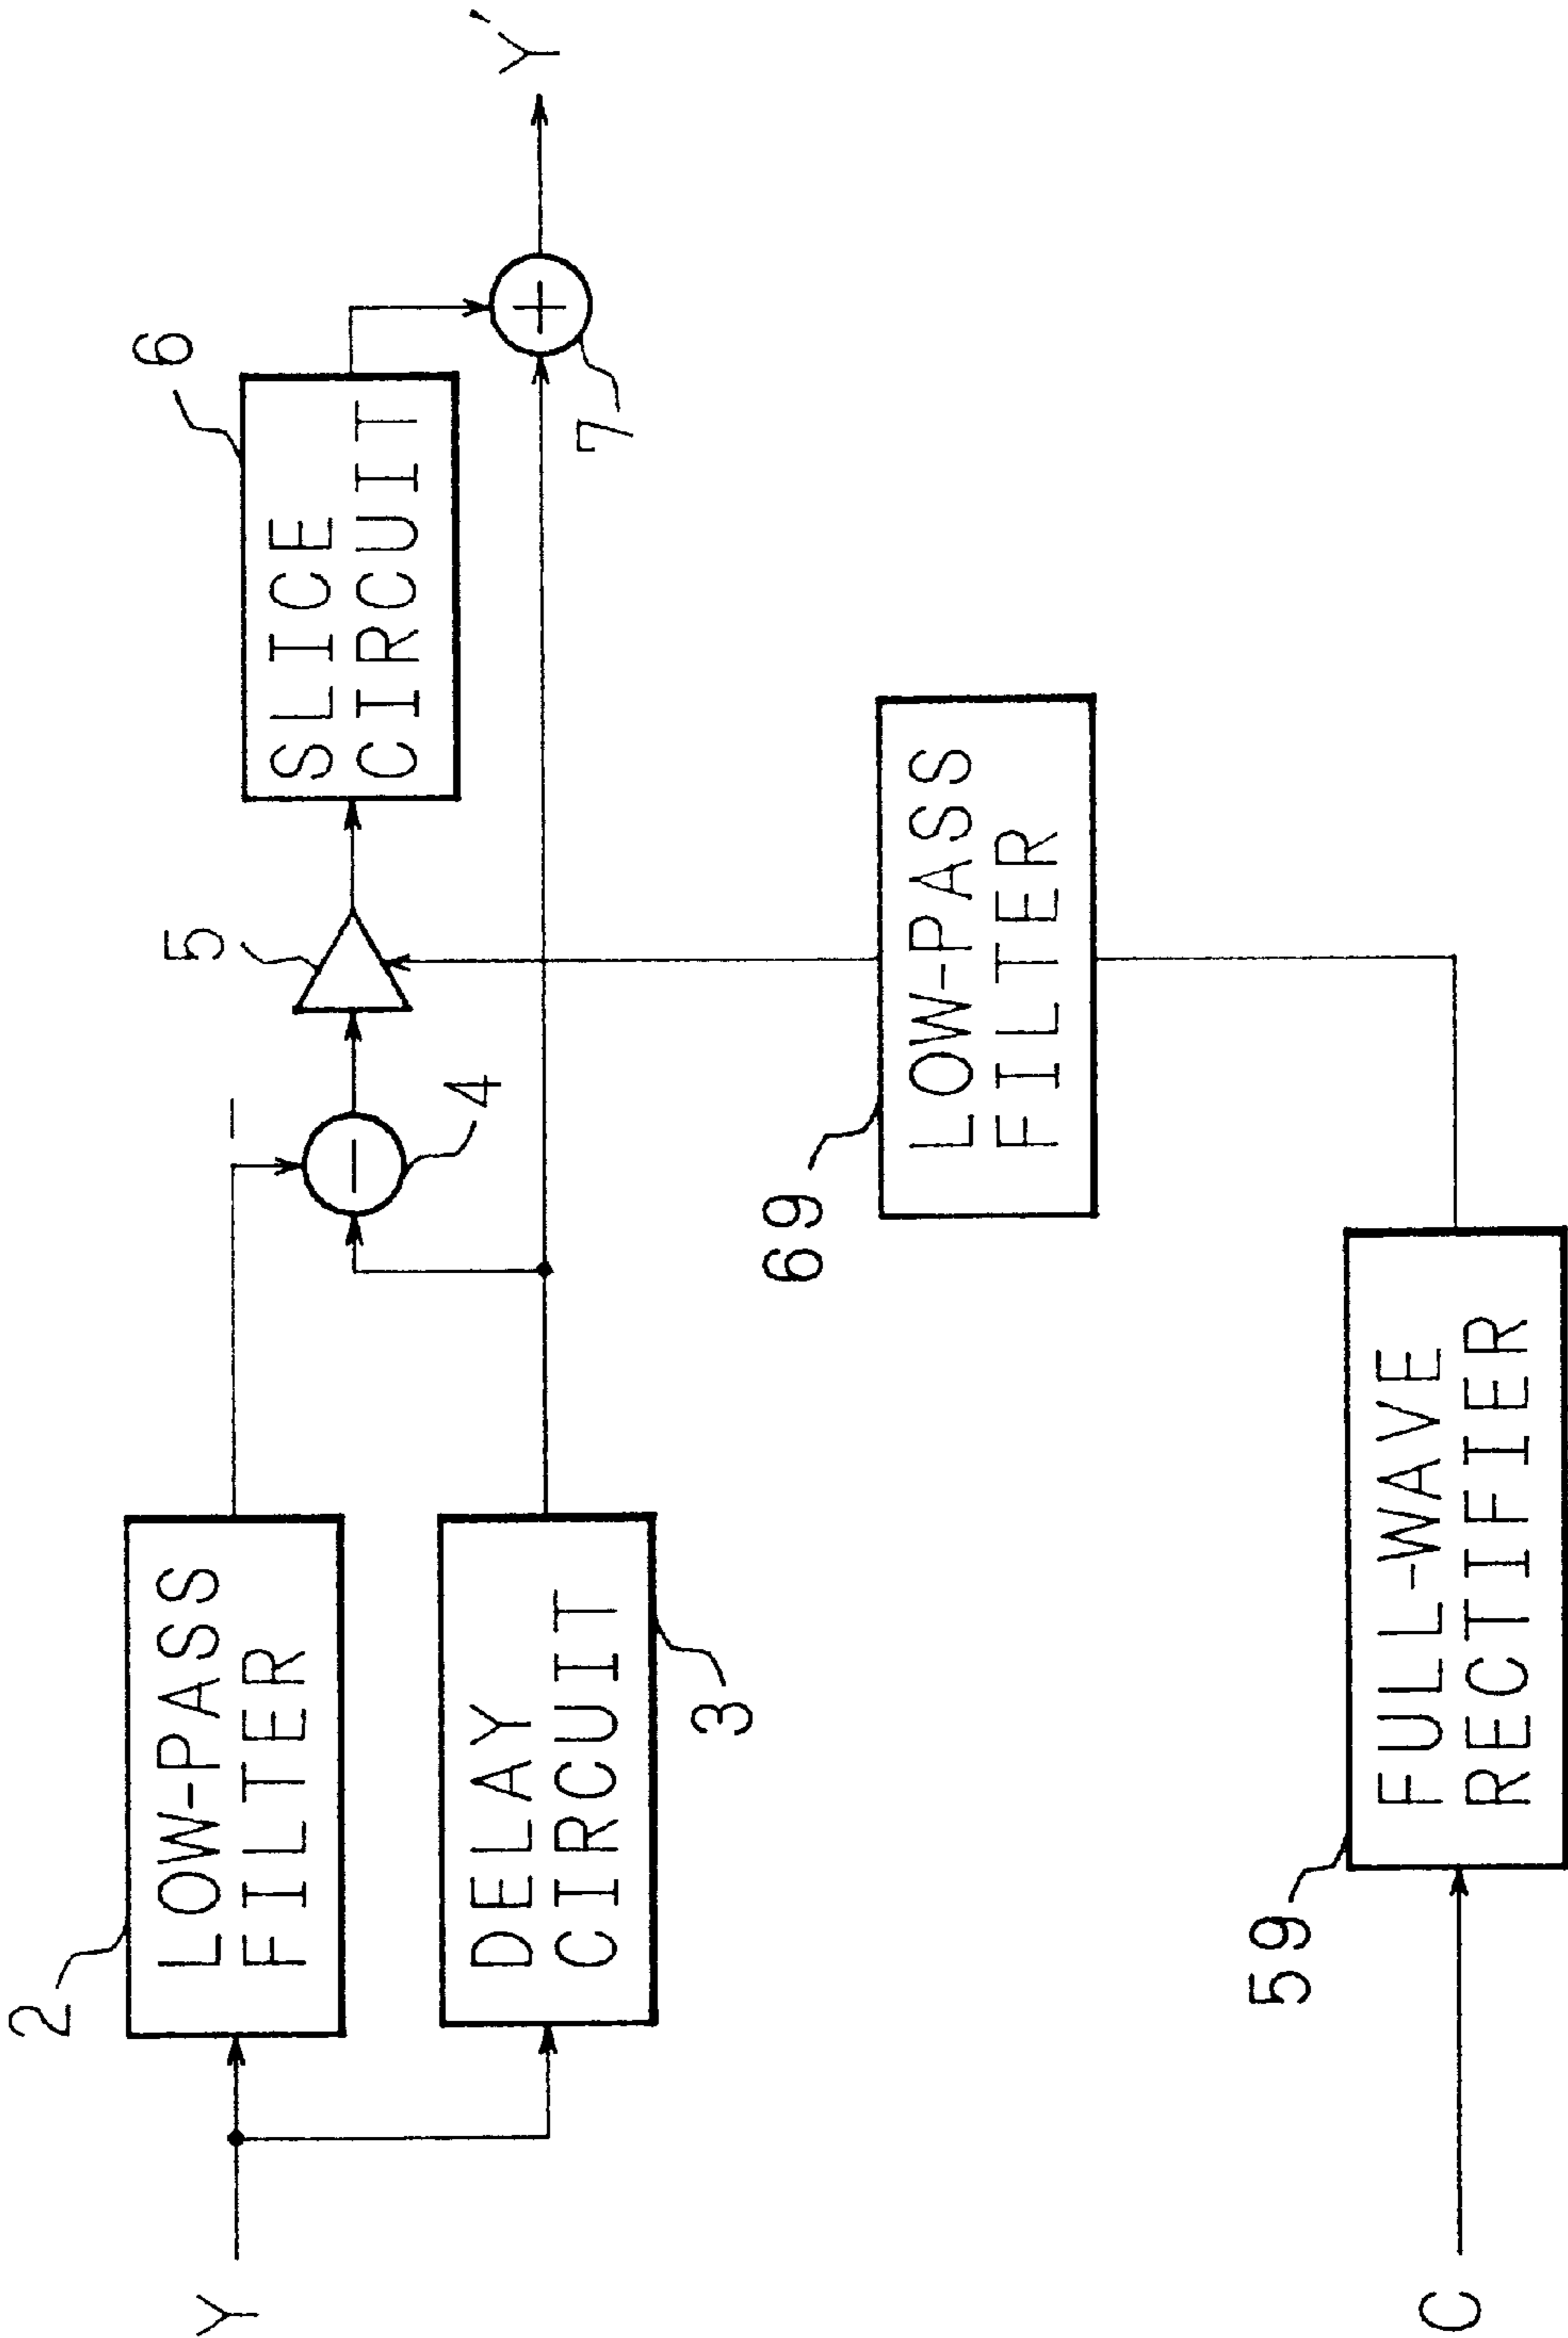 2
LOW-PASS
FILTER
Y
DELAY
CIRCUIT
3
−
−
4
5
SLICE
CIRCUIT
6
+
7
Y'
69
LOW-PASS
FILTER
59
FULL-WAVE
RECTIFIER
C